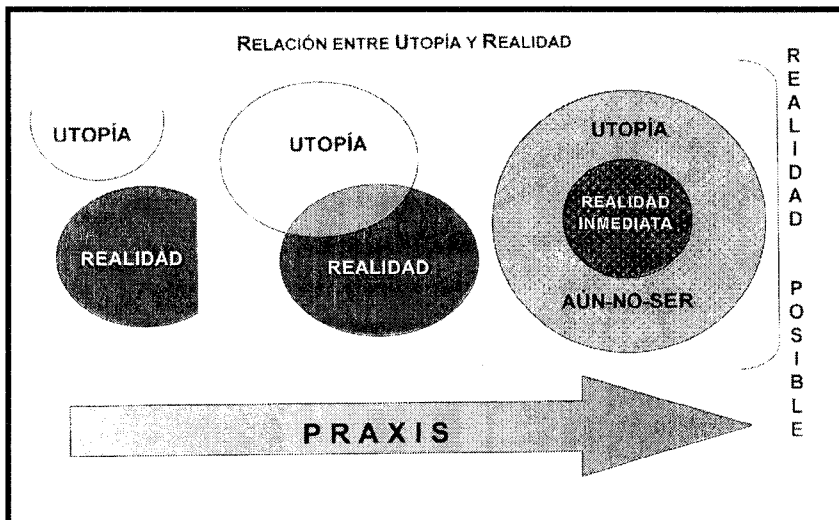 RELACIÓN ENTRE UTOPÍA Y REALIDAD
UTOPÍA
REALIDAD
UTOPÍA
REALIDAD
UTOPÍA
REALIDAD
INMEDIATA
AÚN-NO-SER
REALIDAD POSIBLE
PRAXIS